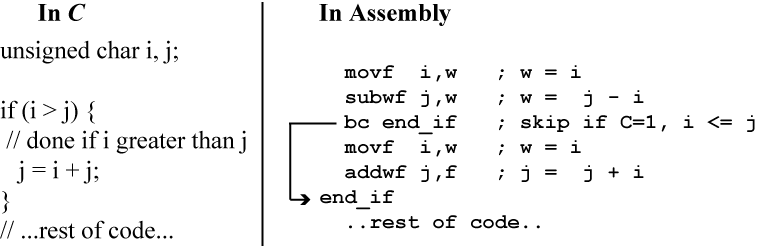 In C
unsigned char i, j;
if (i > j) {
// done if i greater than j
j = i + j;
}
// ...rest of code...
In Assembly
movf i,w ; w = i
subwf j,w ; w = j - i
bc end_if ; skip if C=1, i <= j
movf i,w ; w = i
addwf j,f ; j = j + i
end_if
..rest of code..